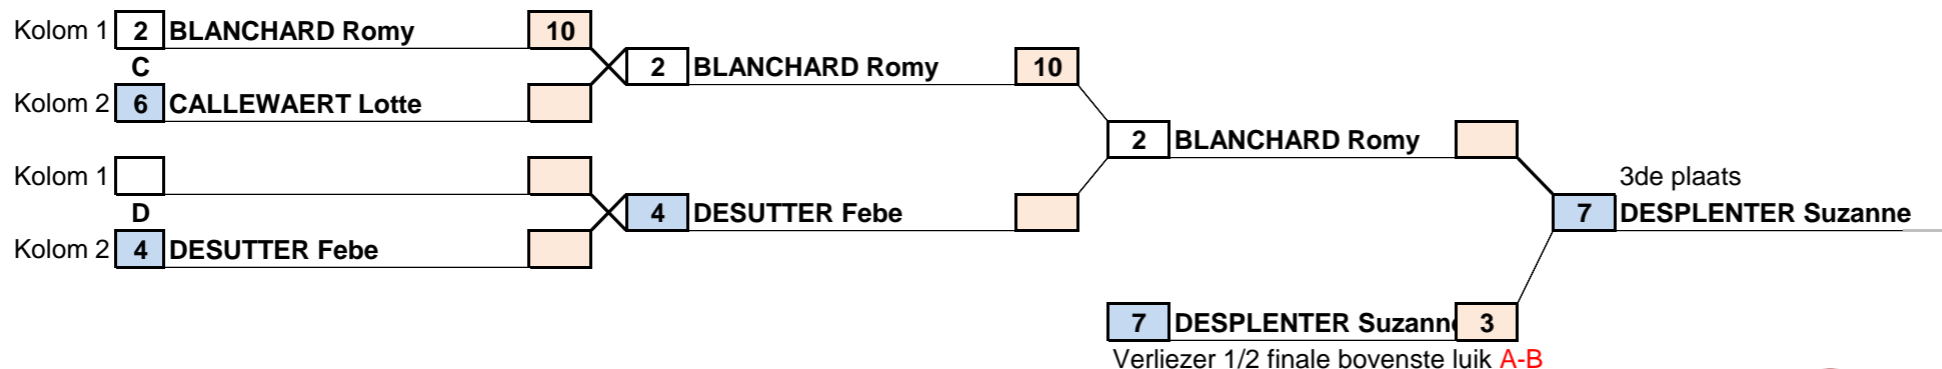 Kolom 1 2 BLANCHARD Romy 10
C 2 BLANCHARD Romy 10
Kolom 2 6 CALLEWAERT Lotte
2 BLANCHARD Romy
Kolom 1 3de plaats
D 4 DESUTTER Febe 7 DESPLENTER Suzanne
Kolom 2 4 DESUTTER Febe
7 DESPLENTER Suzann 3
Verliezer 1/2 finale bovenste luik A-B